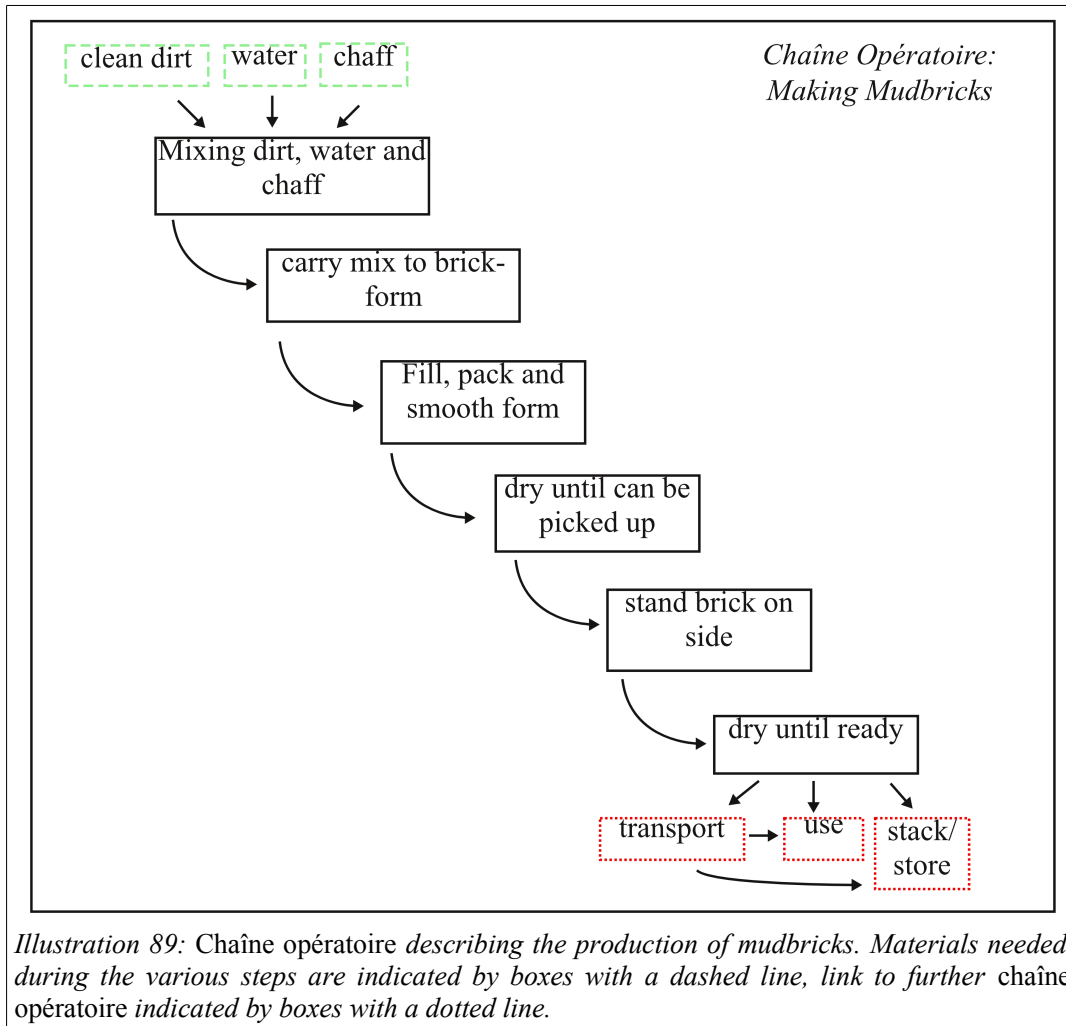 clean dirt water chaff
Chaîne Opératoire:
Making Mudbricks
Mixing dirt, water and
chaff
carry mix to brick-
form
Fill, pack and
smooth form
dry until can be
picked up
stand brick on
side
dry until ready
transport use stack/
store
Illustration 89: Chaîne opératoire describing the production of mudbricks. Materials needed
during the various steps are indicated by boxes with a dashed line, link to further chaîne
opératoire indicated by boxes with a dotted line.